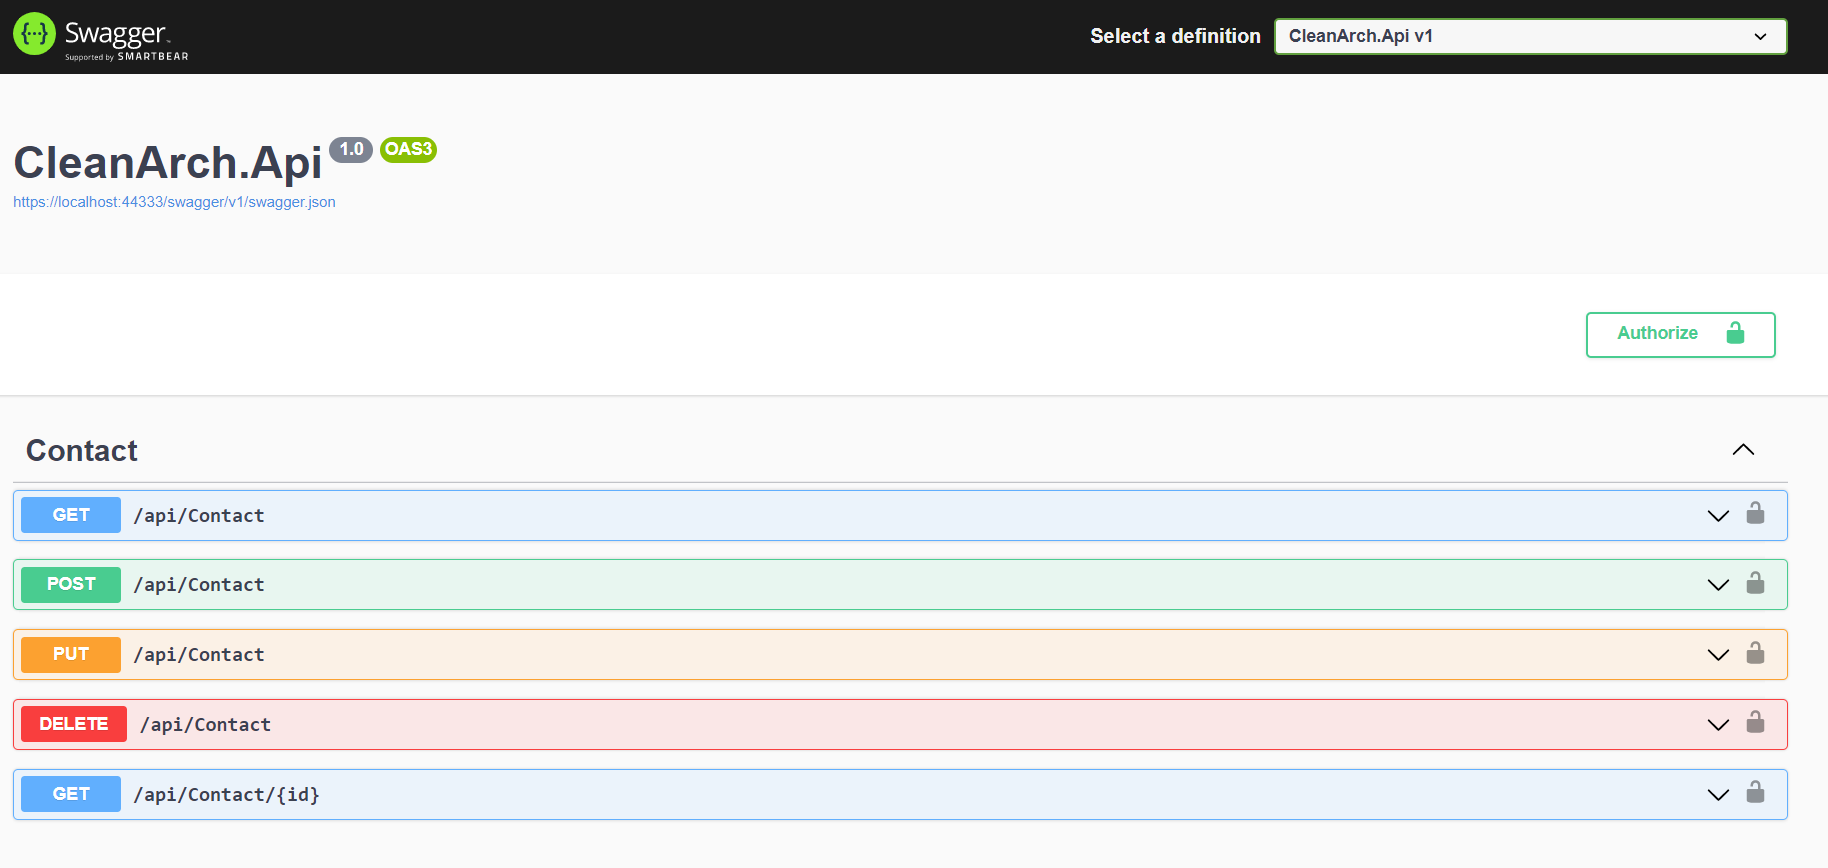 {...} Swagger™
Supported by SMARTBEAR
Select a definition
CleanArch.Api v1
CleanArch.Api 1.0 OAS3
https://localhost:44333/swagger/v1/swagger.json
Authorize
Contact
GET /api/Contact
POST /api/Contact
PUT /api/Contact
DELETE /api/Contact
GET /api/Contact/{id}